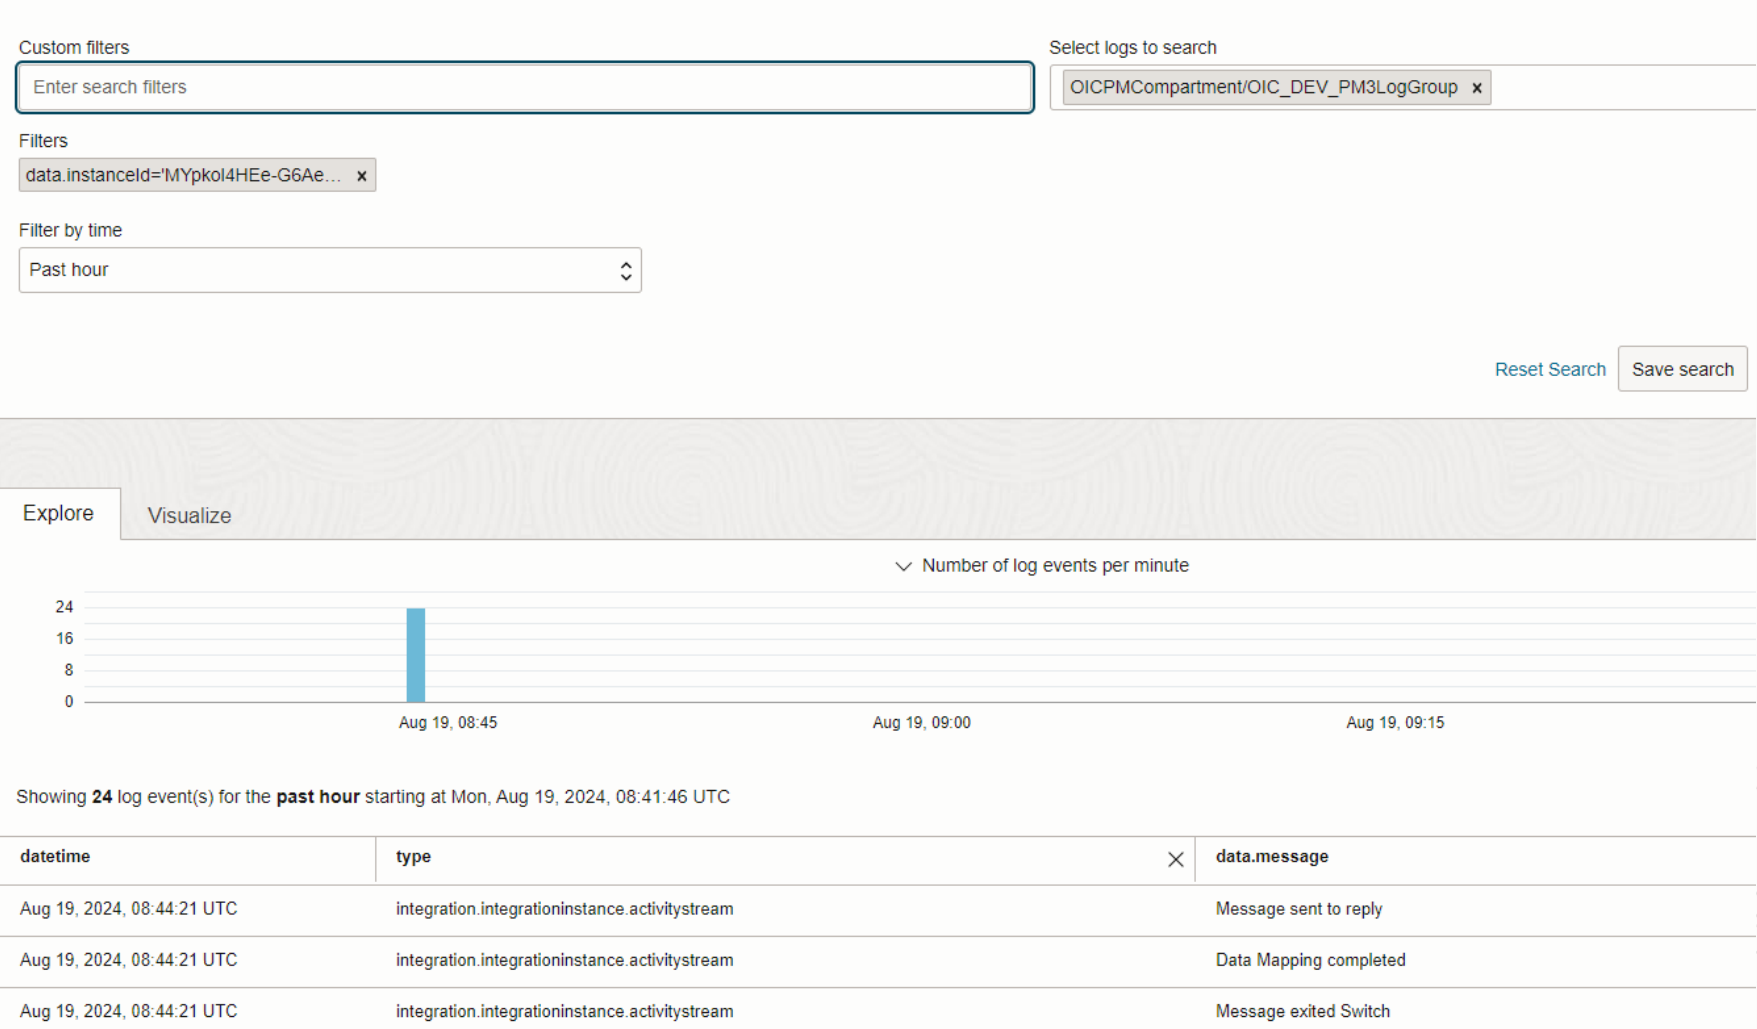 Custom filters
Enter search filters
Select logs to search
OICPMCompartment/OIC_DEV_PM3LogGroup ×
Filters
data.instanceId='MYpkoI4HEe-G6Ae... ×
Filter by time
Past hour
Reset Search
Save search
Explore
Visualize
Number of log events per minute
24
16
8
0
Aug 19, 08:45
Aug 19, 09:00
Aug 19, 09:15
Showing 24 log event(s) for the past hour starting at Mon, Aug 19, 2024, 08:41:46 UTC
datetime type data.message
Aug 19, 2024, 08:44:21 UTC integration.integrationinstance.activitystream Message sent to reply
Aug 19, 2024, 08:44:21 UTC integration.integrationinstance.activitystream Data Mapping completed
Aug 19, 2024, 08:44:21 UTC integration.integrationinstance.activitystream Message exited Switch